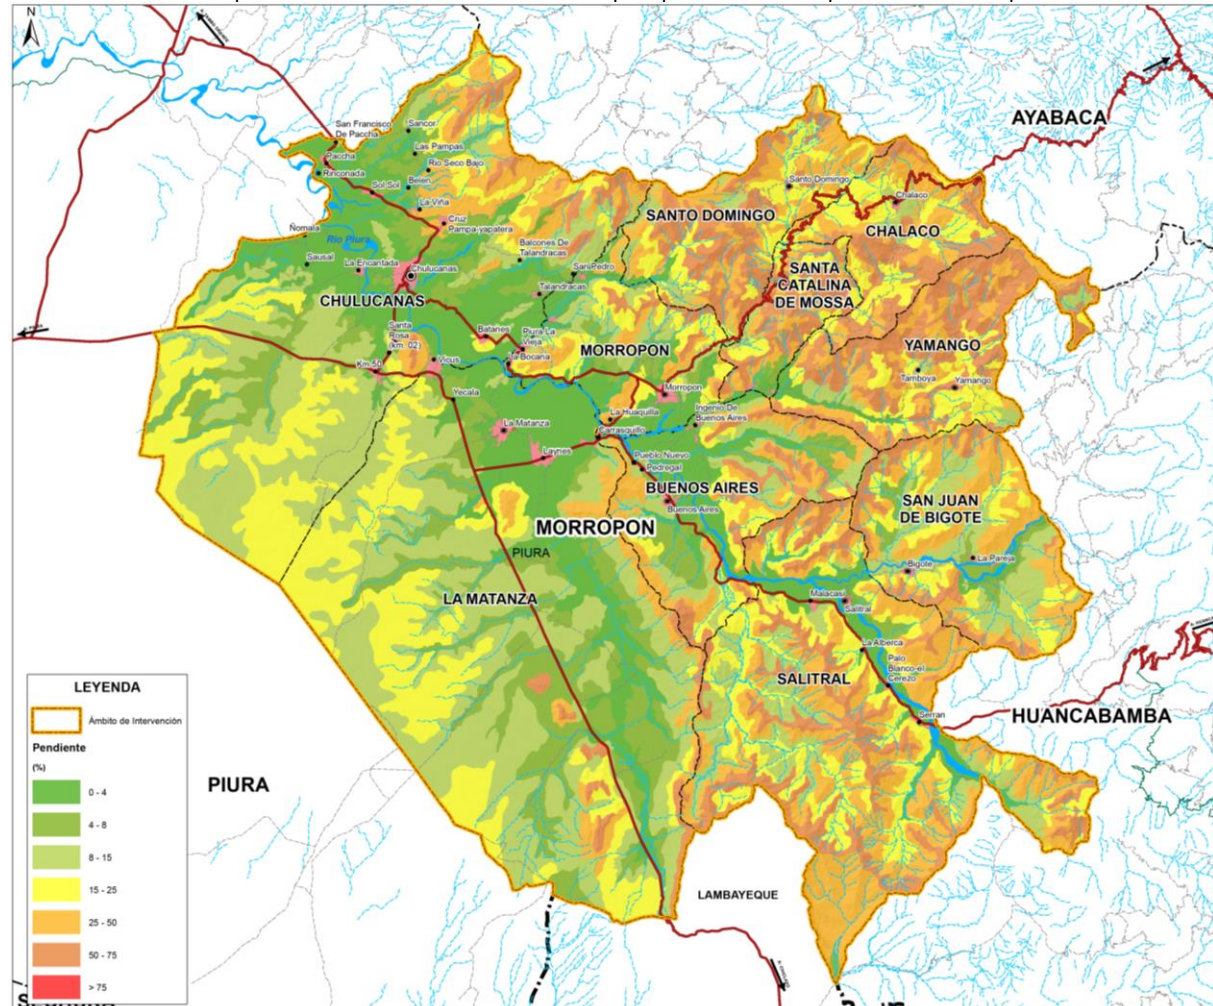 N
AYABACA
San Francisco
De Paccha
Sancor
Las Pampas
Paccha
Rio Seco Bajo
Rinconada
Belen
Sol Sol
La Viña
Santo Domingo
Chalaco
SANTO DOMINGO
CHALACO
Cruz
Pampa-yapatera
Ñomala
Rio Piura
Sausal
La Encantada
Chulucanas
Balcones De
Talandracas
San Pedro
Talandracas
SANTA
CATALINA
DE MOSSA
CHULUCANAS
Santa
Rosa
(km. 02)
Batanes
Piura La
Vieja
La Bocana
MORROPON
YAMANGO
Km 50
Vicus
Tamboya
Yamango
Yecala
Morropon
La Huaquilla
Ingenio De
Buenos Aires
La Matanza
Carrasquillo
Laynes
Pueblo Nuevo
Pedregal
BUENOS AIRES
Buenos Aires
SAN JUAN
DE BIGOTE
MORROPON
PIURA
La Pareja
Bigote
LA MATANZA
Malacasi
Salitral
La Alberca
Palo
Blanco-el
Cerezo
SALITRAL
Serran
HUANCABAMBA
PIURA
LAMBAYEQUE
LEYENDA
Ámbito de Intervención
Pendiente
(%)
0 - 4
4 - 8
8 - 15
15 - 25
25 - 50
50 - 75
> 75